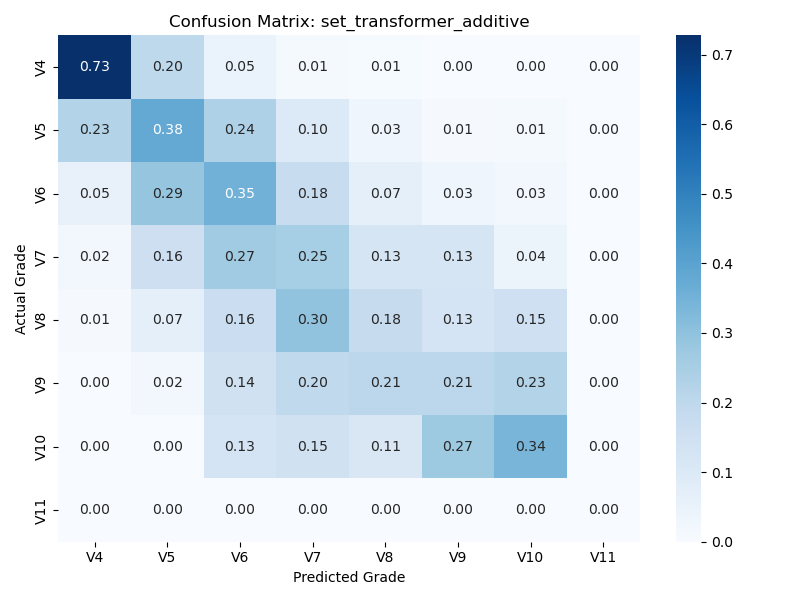 Confusion Matrix: set_transformer_additive
V4 0.73 0.20 0.05 0.01 0.01 0.00 0.00 0.00
V5 0.23 0.38 0.24 0.10 0.03 0.01 0.01 0.00
V6 0.05 0.29 0.35 0.18 0.07 0.03 0.03 0.00
V7 0.02 0.16 0.27 0.25 0.13 0.13 0.04 0.00
V8 0.01 0.07 0.16 0.30 0.18 0.13 0.15 0.00
V9 0.00 0.02 0.14 0.20 0.21 0.21 0.23 0.00
V10 0.00 0.00 0.13 0.15 0.11 0.27 0.34 0.00
V11 0.00 0.00 0.00 0.00 0.00 0.00 0.00 0.00
V4 V5 V6 V7 V8 V9 V10 V11
Predicted Grade
Actual Grade
0.7
0.6
0.5
0.4
0.3
0.2
0.1
0.0